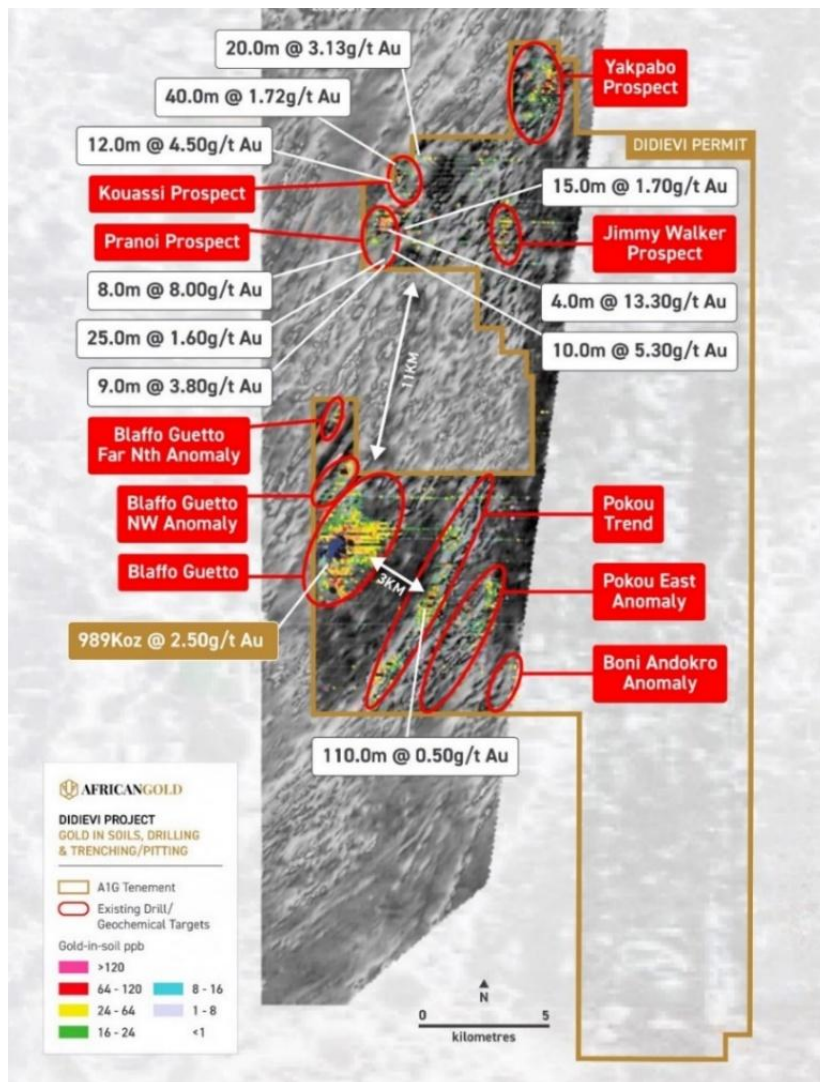 20.0m @ 3.13g/t Au
Yakpabo
Prospect
40.0m @ 1.72g/t Au
12.0m @ 4.50g/t Au
DIDIEVI PERMIT
Kouassi Prospect
15.0m @ 1.70g/t Au
Pranoi Prospect
Jimmy Walker
Prospect
8.0m @ 8.00g/t Au
4.0m @ 13.30g/t Au
25.0m @ 1.60g/t Au
10.0m @ 5.30g/t Au
9.0m @ 3.80g/t Au
11KM
Blaffo Guetto
Far Nth Anomaly
Blaffo Guetto
NW Anomaly
Pokou
Trend
Blaffo Guetto
3KM
Pokou East
Anomaly
989Koz @ 2.50g/t Au
Boni Andokro
Anomaly
110.0m @ 0.50g/t Au
AFRICANGOLD
DIDIEVI PROJECT
GOLD IN SOILS, DRILLING
& TRENCHING/PITTING
A1G Tenement
Existing Drill/
Geochemical Targets
Gold-in-soil ppb
>120
64 - 120 8 - 16
24 - 64 1 - 8
16 - 24 <1
N
0 5
kilometres